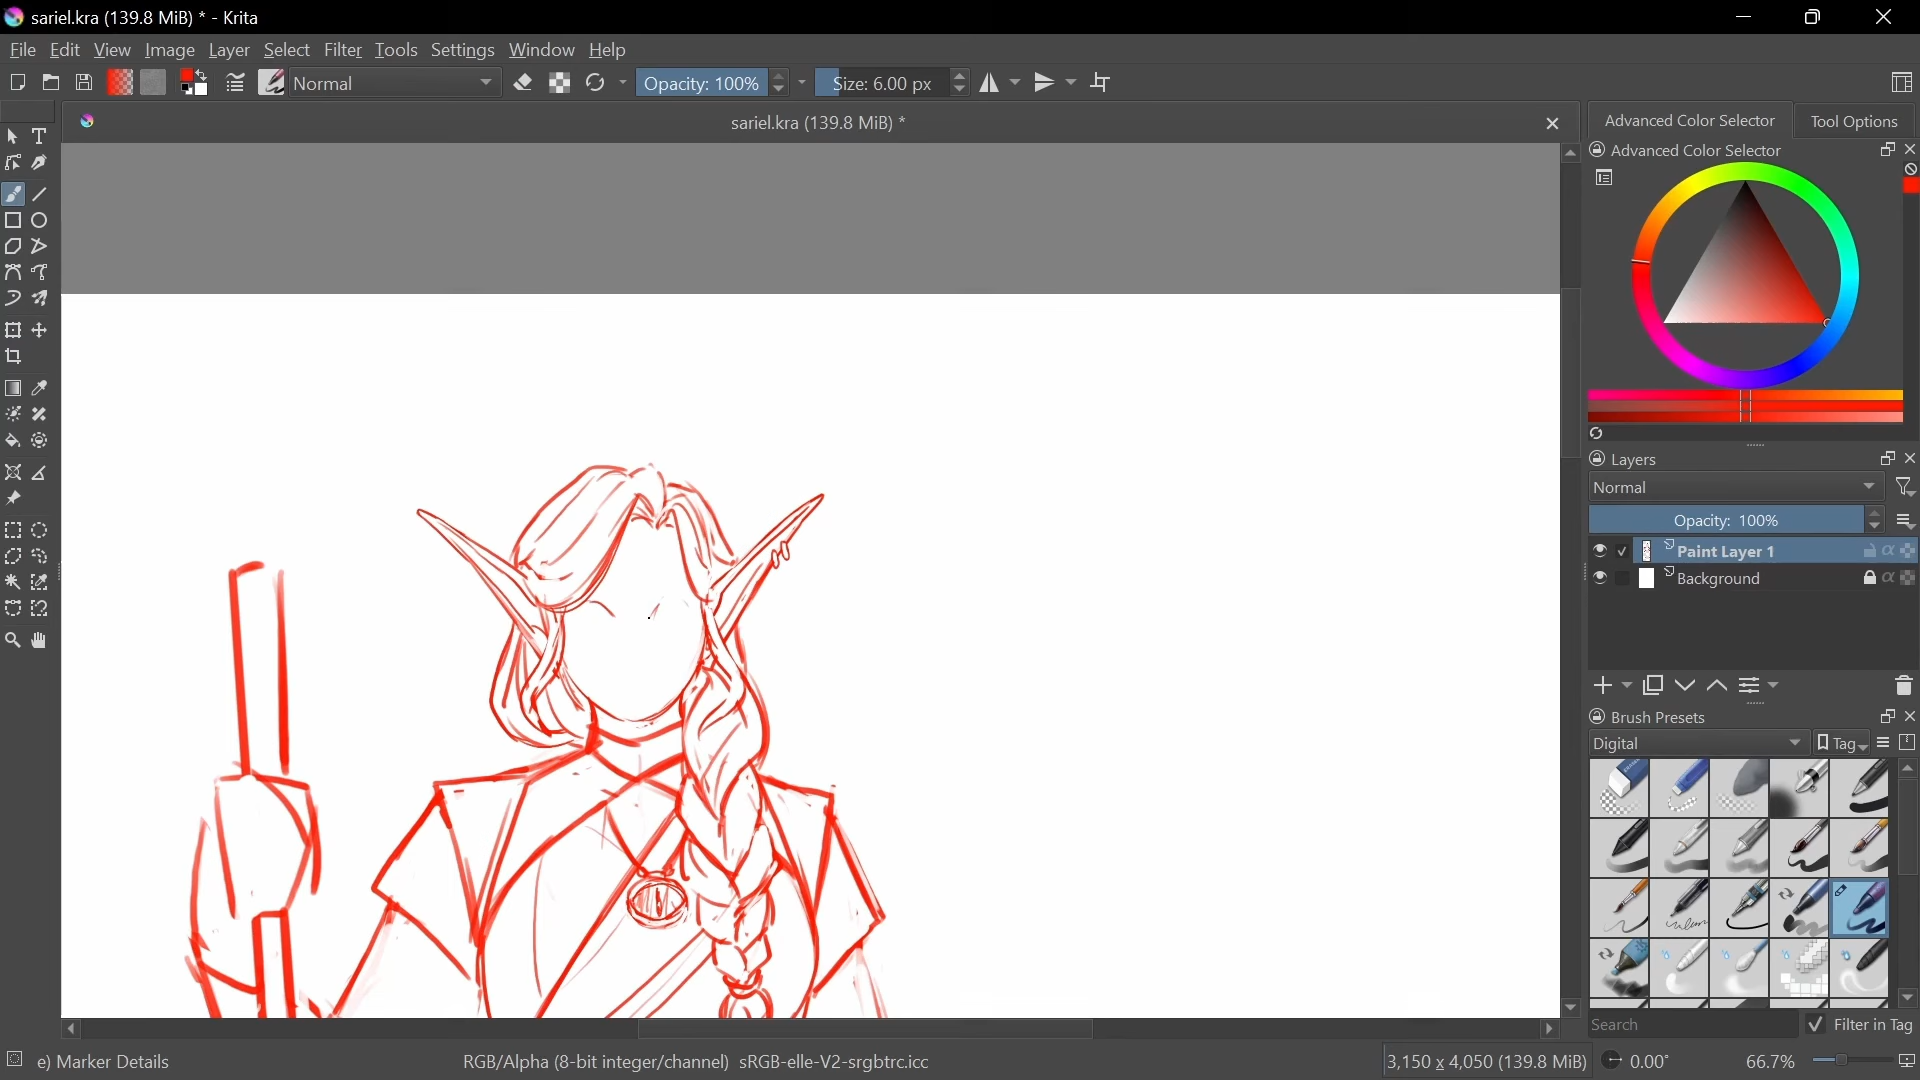 sariel.kra (139.8 MiB) * - Krita
File Edit View Image Layer Select Filter Tools Settings Window Help
Normal
Opacity: 100%
Size: 6.00 px
sariel.kra (139.8 MiB) *
Advanced Color Selector
Tool Options
Advanced Color Selector
Layers
Normal
Opacity: 100%
Paint Layer 1
Background
Brush Presets
Digital
Tag
Search
Filter in Tag
e) Marker Details
RGB/Alpha (8-bit integer/channel) sRGB-elle-V2-srgbtrc.icc
3,150 x 4,050 (139.8 MiB)
0.00°
66.7%